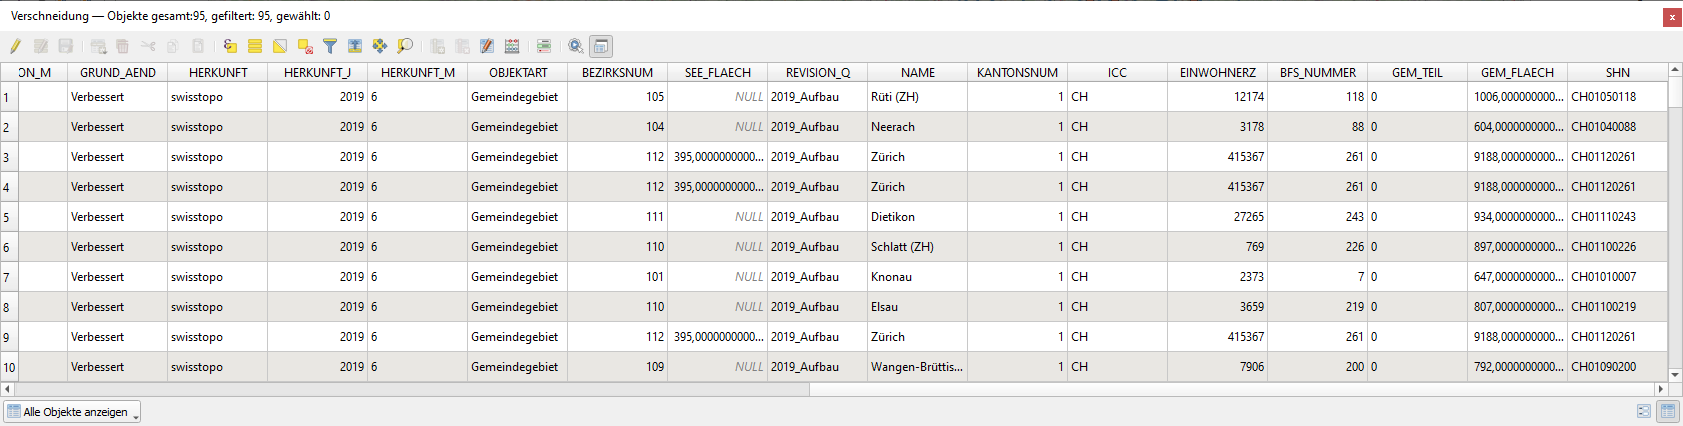 Verschneidung — Objekte gesamt:95, gefiltert: 95, gewählt: 0
ON_M GRUND_AEND HERKUNFT HERKUNFT_J HERKUNFT_M OBJEKTART BEZIRKSNUM SEE_FLAECH REVISION_Q NAME KANTONSNUM ICC EINWOHNERZ BFS_NUMMER GEM_TEIL GEM_FLAECH SHN
1 Verbessert swisstopo 2019 6 Gemeindegebiet 105 NULL 2019_Aufbau Rüti (ZH) 1 CH 12174 118 0 1006,000000000... CH01050118
2 Verbessert swisstopo 2019 6 Gemeindegebiet 104 NULL 2019_Aufbau Neerach 1 CH 3178 88 0 604,0000000000... CH01040088
3 Verbessert swisstopo 2019 6 Gemeindegebiet 112 395,0000000000... 2019_Aufbau Zürich 1 CH 415367 261 0 9188,000000000... CH01120261
4 Verbessert swisstopo 2019 6 Gemeindegebiet 112 395,0000000000... 2019_Aufbau Zürich 1 CH 415367 261 0 9188,000000000... CH01120261
5 Verbessert swisstopo 2019 6 Gemeindegebiet 111 NULL 2019_Aufbau Dietikon 1 CH 27265 243 0 934,0000000000... CH01110243
6 Verbessert swisstopo 2019 6 Gemeindegebiet 110 NULL 2019_Aufbau Schlatt (ZH) 1 CH 769 226 0 897,0000000000... CH01100226
7 Verbessert swisstopo 2019 6 Gemeindegebiet 101 NULL 2019_Aufbau Knonau 1 CH 2373 7 0 647,0000000000... CH01010007
8 Verbessert swisstopo 2019 6 Gemeindegebiet 110 NULL 2019_Aufbau Elsau 1 CH 3659 219 0 807,0000000000... CH01100219
9 Verbessert swisstopo 2019 6 Gemeindegebiet 112 395,0000000000... 2019_Aufbau Zürich 1 CH 415367 261 0 9188,000000000... CH01120261
10 Verbessert swisstopo 2019 6 Gemeindegebiet 109 NULL 2019_Aufbau Wangen-Brüttis... 1 CH 7906 200 0 792,0000000000... CH01090200
Alle Objekte anzeigen